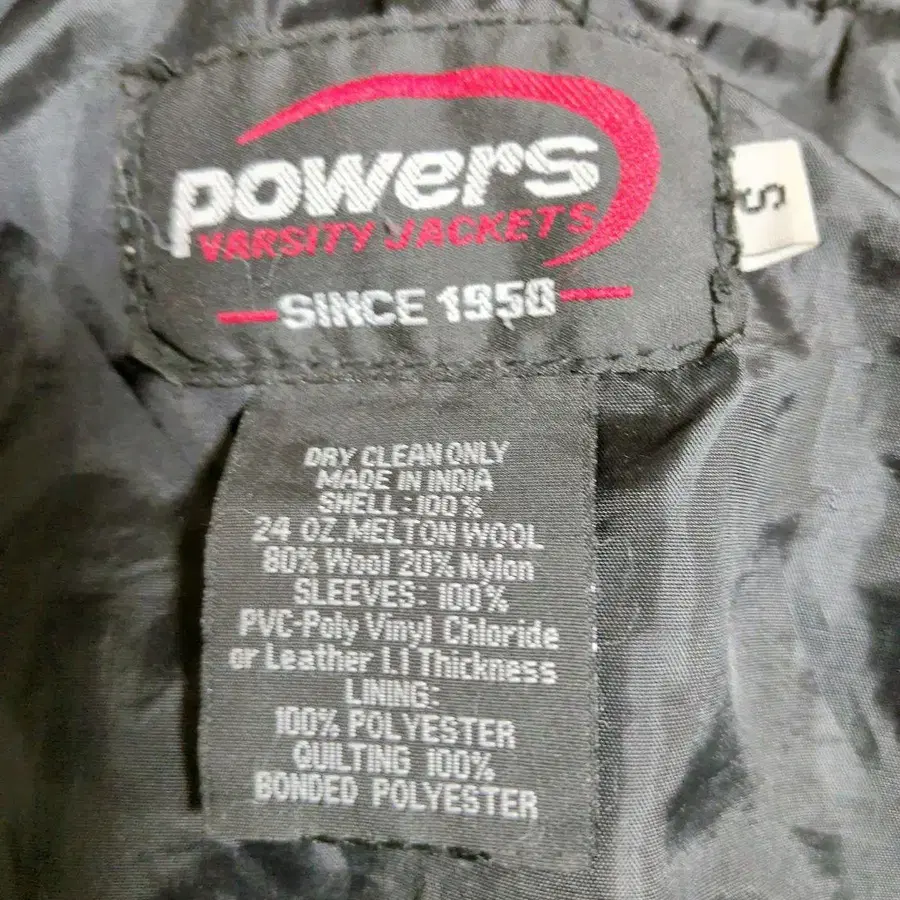 powers
VARSITY JACKETS
SINCE 1950
S
DRY CLEAN ONLY
MADE IN INDIA
SHELL: 100%
24 OZ. MELTON WOOL
80% Wool 20% Nylon
SLEEVES: 100%
PVC-Poly Vinyl Chloride
or Leather 1.1 Thickness
LINING:
100% POLYESTER
QUILTING 100%
BONDED POLYESTER